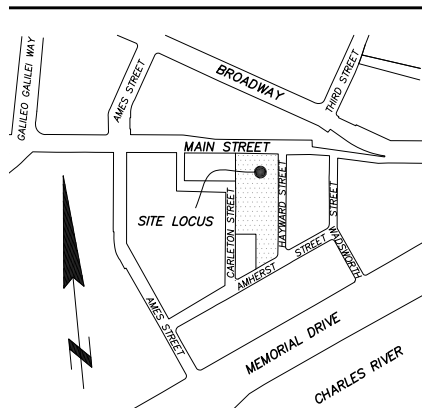 GALILEO GALILEI WAY
AMES STREET
BROADWAY
THIRD STREET
MAIN STREET
SITE LOCUS
CARLETON STREET
HAYWARD STREET
WADSWORTH STREET
AMHERST STREET
AMES STREET
MEMORIAL DRIVE
CHARLES RIVER
N